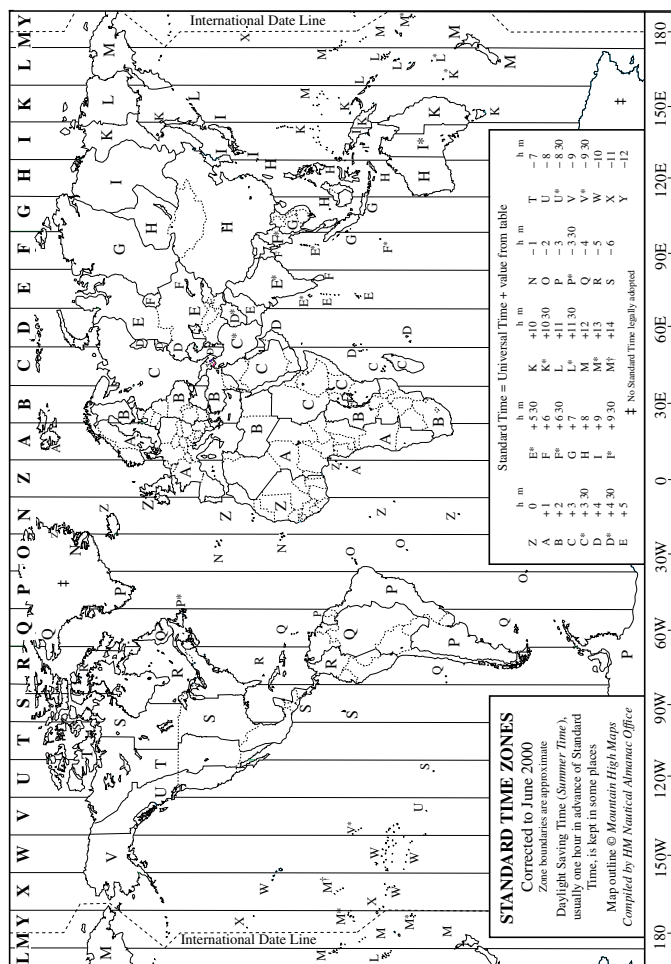 LMY X W V U T S R Q P O N Z A B C D E F G H I K L MY
International Date Line
International Date Line
STANDARD TIME ZONES
Corrected to June 2000
Zone boundaries are approximate
Daylight Saving Time (Summer Time),
usually one hour in advance of Standard
Time, is kept in some places
Map outline © Mountain High Maps
Compiled by HM Nautical Almanac Office
Standard Time = Universal Time + value from table
h m h m h m h m h m
Z 0 E* +5 30 K +10 N −1 T −7
A +1 F +6 K* +10 30 O −2 U −8
B +2 F* +6 30 L +11 P −3 U* −8 30
C +3 G +7 L* +11 30 P* −3 30 V −9
C* +3 30 H +8 M +12 Q −4 V* −9 30
D +4 I +9 M* +13 R −5 W −10
D* +4 30 I* +9 30 M† +14 S −6 X −11
E +5 Y −12
‡ No Standard Time legally adopted
180 150W 120W 90W 60W 30W 0 30E 60E 90E 120E 150E 180